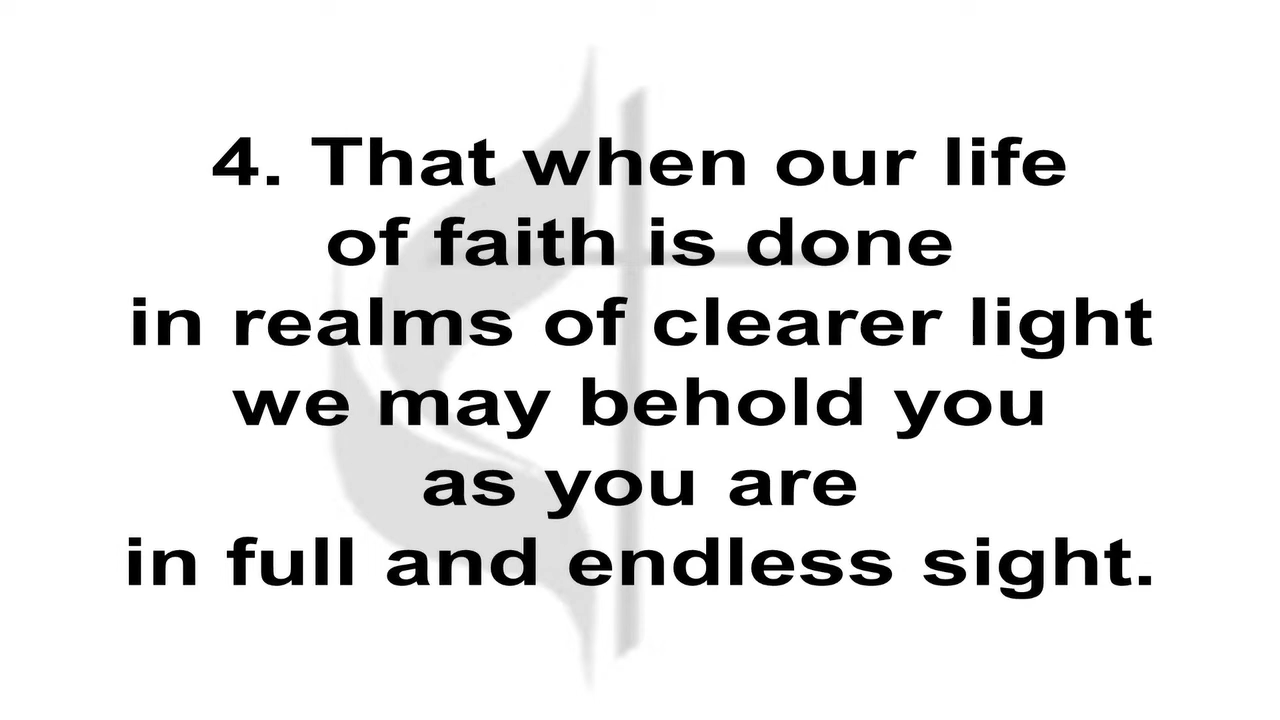 4. That when our life
of faith is done
in realms of clearer light
we may behold you
as you are
in full and endless sight.